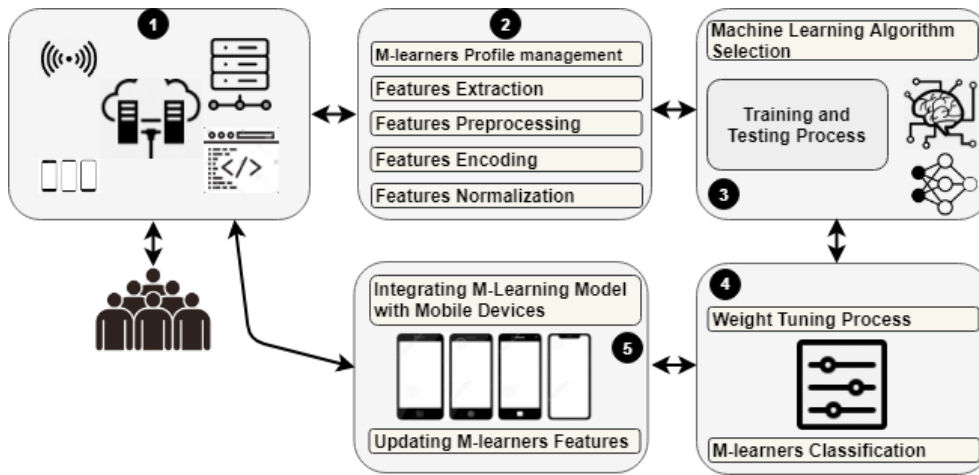 1
2
M-learners Profile management
Features Extraction
Features Preprocessing
Features Encoding
Features Normalization
Machine Learning Algorithm
Selection
Training and
Testing Process
3
</>
4
Weight Tuning Process
M-learners Classification
Integrating M-Learning Model
with Mobile Devices
5
Updating M-learners Features